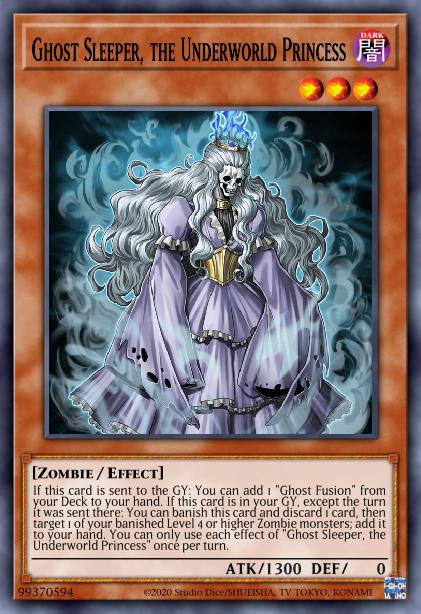 GHOST SLEEPER, THE UNDERWORLD PRINCESS
DARK
闇
[ZOMBIE / EFFECT]
If this card is sent to the GY: You can add 1 "Ghost Fusion" from
your Deck to your hand. If this card is in your GY, except the turn
it was sent there: You can banish this card and discard 1 card, then
target 1 of your banished Level 4 or higher Zombie monsters; add it
to your hand. You can only use each effect of "Ghost Sleeper, the
Underworld Princess" once per turn.
ATK/1300 DEF/ 0
99370594
©2020 Studio Dice/SHUEISHA, TV TOKYO, KONAMI